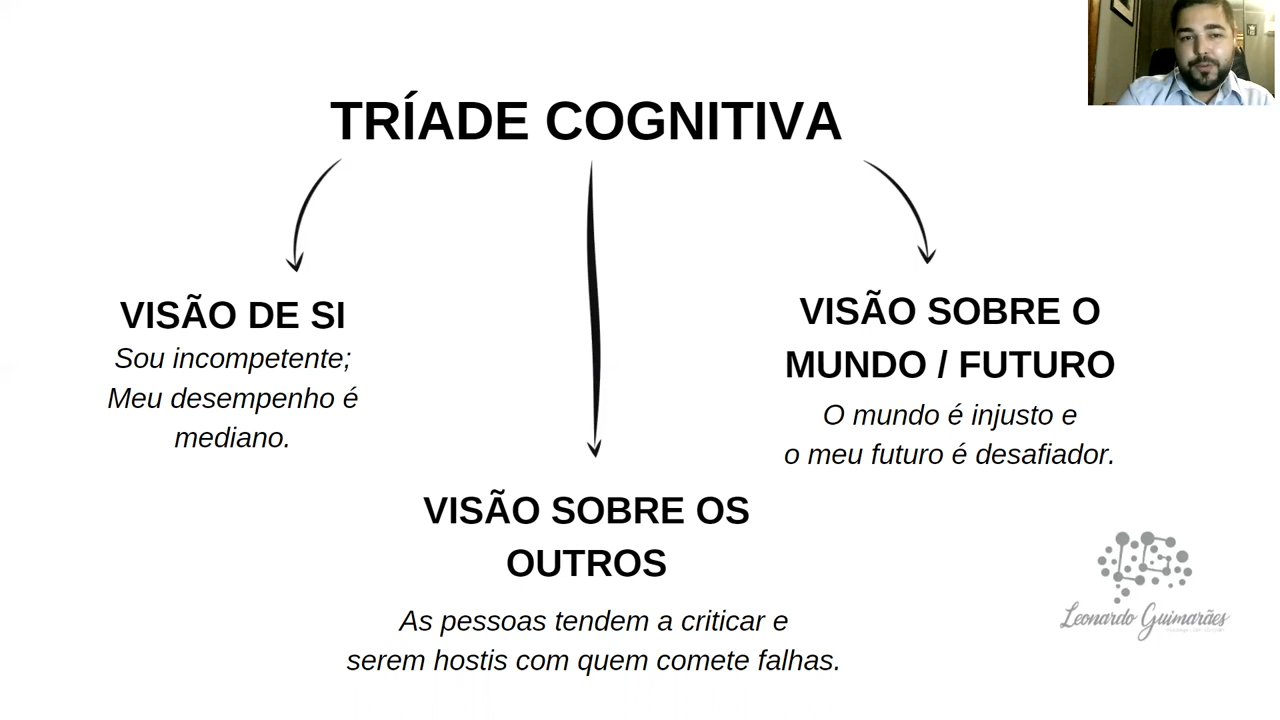 TRÍADE COGNITIVA
VISÃO DE SI
Sou incompetente;
Meu desempenho é
mediano.
VISÃO SOBRE OS
OUTROS
As pessoas tendem a criticar e
serem hostis com quem comete falhas.
VISÃO SOBRE O
MUNDO / FUTURO
O mundo é injusto e
o meu futuro é desafiador.
Leonardo Guimarães